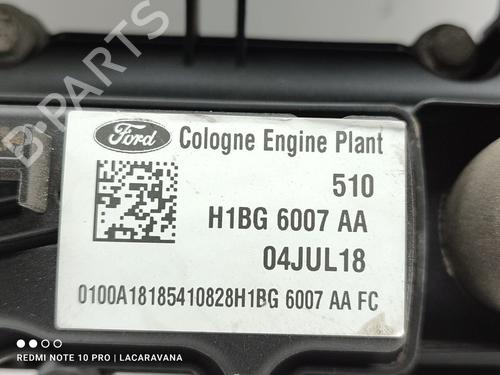 Ford Cologne Engine Plant
510
H1BG 6007 AA
04JUL18
0100A18185410828H1BG 6007 AA FC
B-PARTS
REDMI NOTE 10 PRO | LACARAVANA